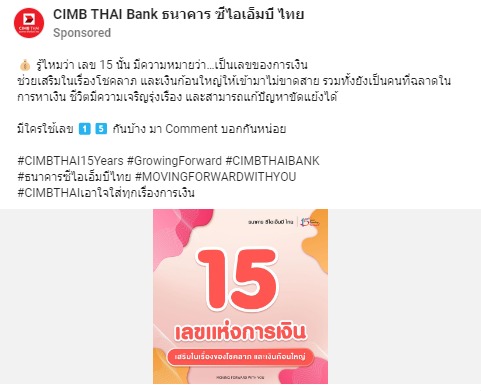 CIMB THAI Bank ธนาคาร ซีไอเอ็มบี ไทย
Sponsored
💰 รู้ไหมว่า เลข 15 นั้น มีความหมายว่า...เป็นเลขของการเงิน
ช่วยเสริมในเรื่องโชคลาภ และเงินก้อนใหญ่ให้เข้ามาไม่ขาดสาย รวมทั้งยังเป็นคนที่ฉลาดใน
การหาเงิน ชีวิตมีความเจริญรุ่งเรือง และสามารถแก้ปัญหาขัดแย้งได้
มีใครใช้เลข 1️⃣ 5️⃣ กันบ้าง มา Comment บอกกันหน่อย
#CIMBTHAI15Years #GrowingForward #CIMBTHAIBANK
#ธนาคารซีไอเอ็มบีไทย #MOVINGFORWARDWITHYOU
#CIMBTHAIเอาใจใส่ทุกเรื่องการเงิน
ธนาคาร ซีไอเอ็มบี ไทย
15
เลขแห่งการเงิน
เสริมในเรื่องของโชคลาภ และเงินก้อนใหญ่
MOVING FORWARD WITH YOU